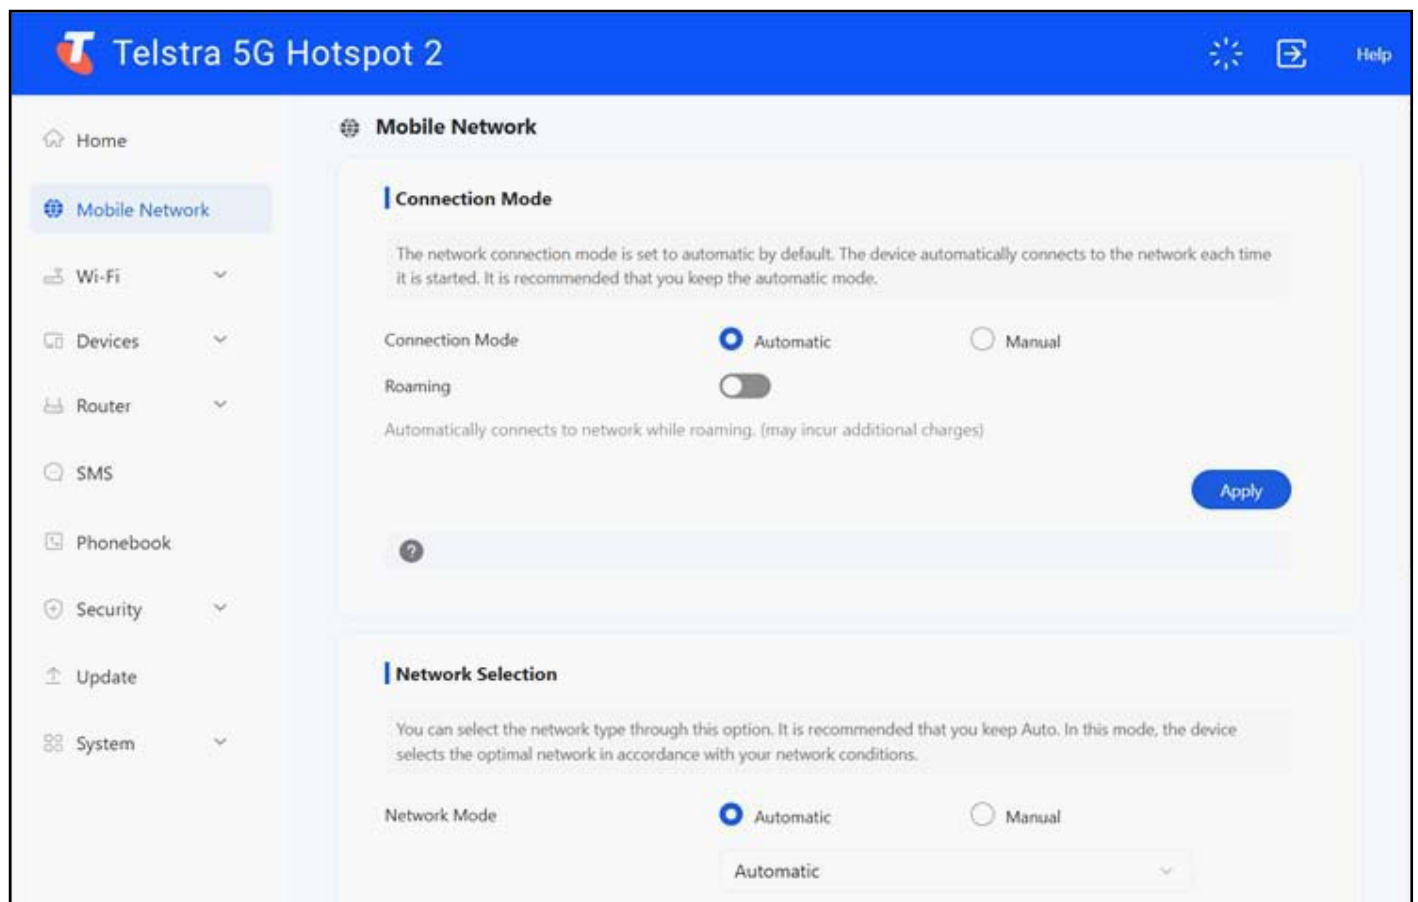 Telstra 5G Hotspot 2
Help
Home
Mobile Network
Wi-Fi
Devices
Router
SMS
Phonebook
Security
Update
System
Mobile Network
Connection Mode
The network connection mode is set to automatic by default. The device automatically connects to the network each time
it is started. It is recommended that you keep the automatic mode.
Connection Mode
Automatic
Manual
Roaming
Automatically connects to network while roaming. (may incur additional charges)
Apply
?
Network Selection
You can select the network type through this option. It is recommended that you keep Auto. In this mode, the device
selects the optimal network in accordance with your network conditions.
Network Mode
Automatic
Manual
Automatic